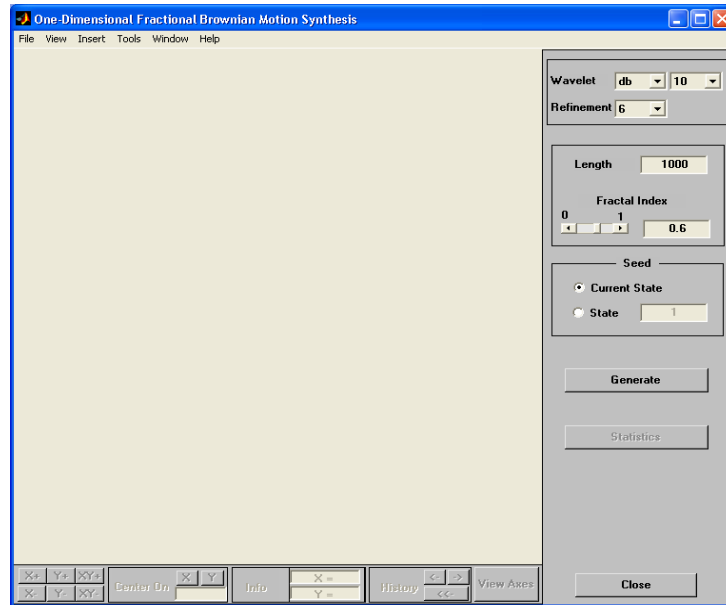 One-Dimensional Fractional Brownian Motion Synthesis
File View Insert Tools Window Help
Wavelet db 10
Refinement 6
Length 1000
Fractal Index
0 1
0.6
Seed
Current State
State 1
Generate
Statistics
X+ Y+ XY+
X- Y- XY-
Center On X Y
Info X =
Y =
History <- ->
<<-
View Axes
Close